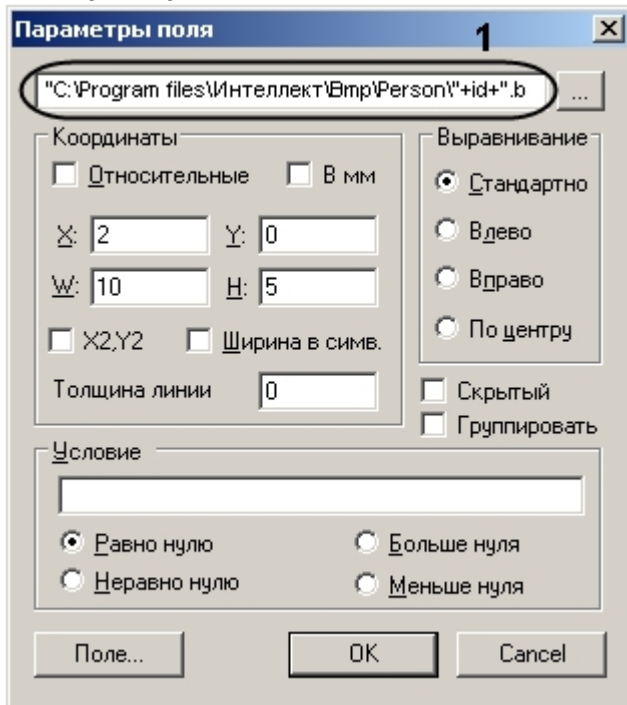 Параметры поля 1
"C:\Program files\Интеллект\Bmp\Person\"+id+".b ...
Координаты Выравнивание
Относительные В мм Стандартно
X: 2 Y: 0 Влево
W: 10 H: 5 Вправо
X2,Y2 Ширина в симв. По центру
Толщина линии 0 Скрытый
Группировать
Условие
Равно нулю Больше нуля
Неравно нулю Меньше нуля
Поле... OK Cancel